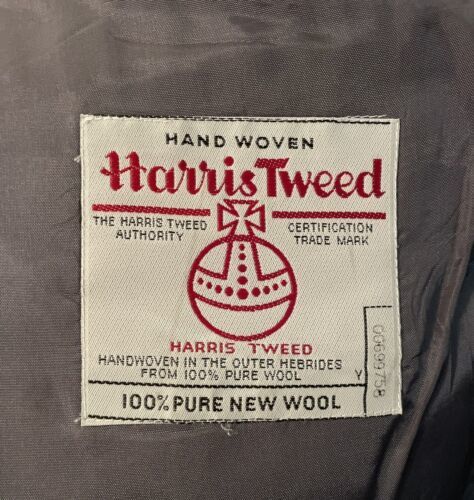 HAND WOVEN
Harris Tweed
THE HARRIS TWEED
AUTHORITY
CERTIFICATION
TRADE MARK
HARRIS TWEED
HANDWOVEN IN THE OUTER HEBRIDES
FROM 100% PURE WOOL
Y
00699758
100% PURE NEW WOOL